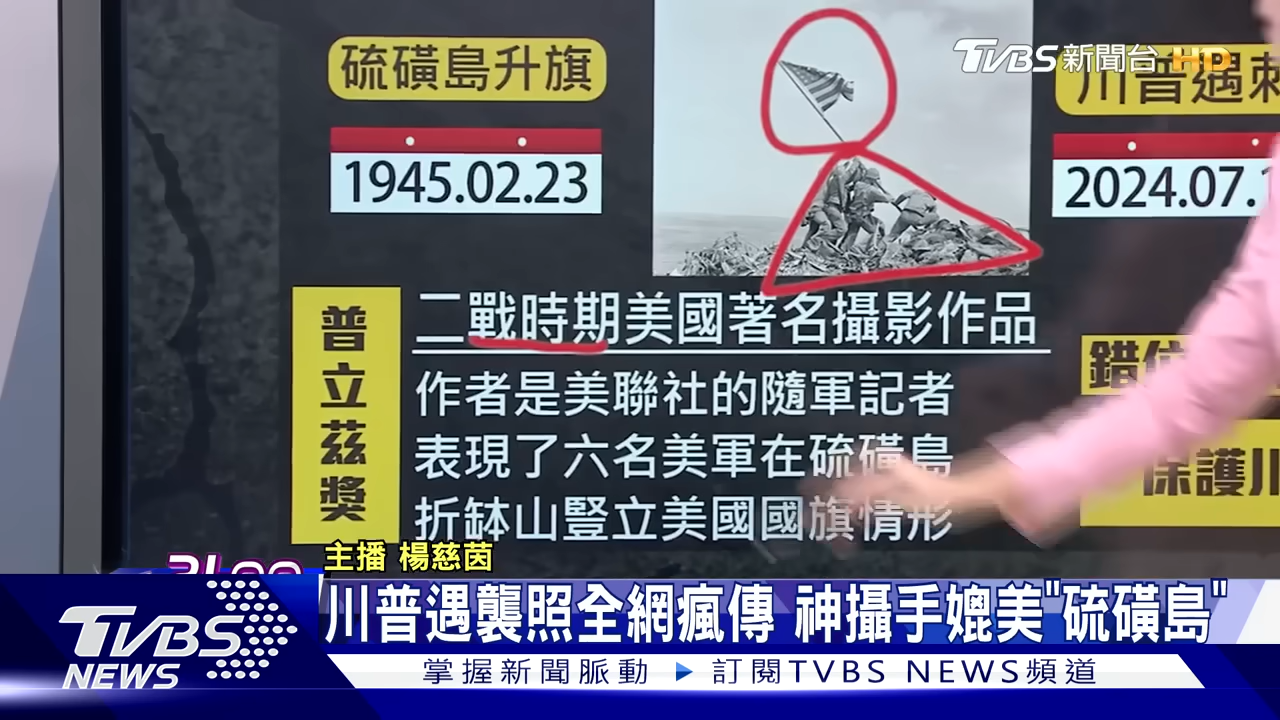 TVBS新聞台 HD
硫磺島升旗
1945.02.23
川普遇刺
2024.07.1
普立茲獎
二戰時期美國著名攝影作品
作者是美聯社的隨軍記者
表現了六名美軍在硫磺島
折缽山豎立美國國旗情形
錯位
保護川
主播 楊慈茵
川普遇襲照全網瘋傳 神攝手媲美"硫磺島"
TVBS NEWS
掌握新聞脈動 ▶ 訂閱TVBS NEWS頻道